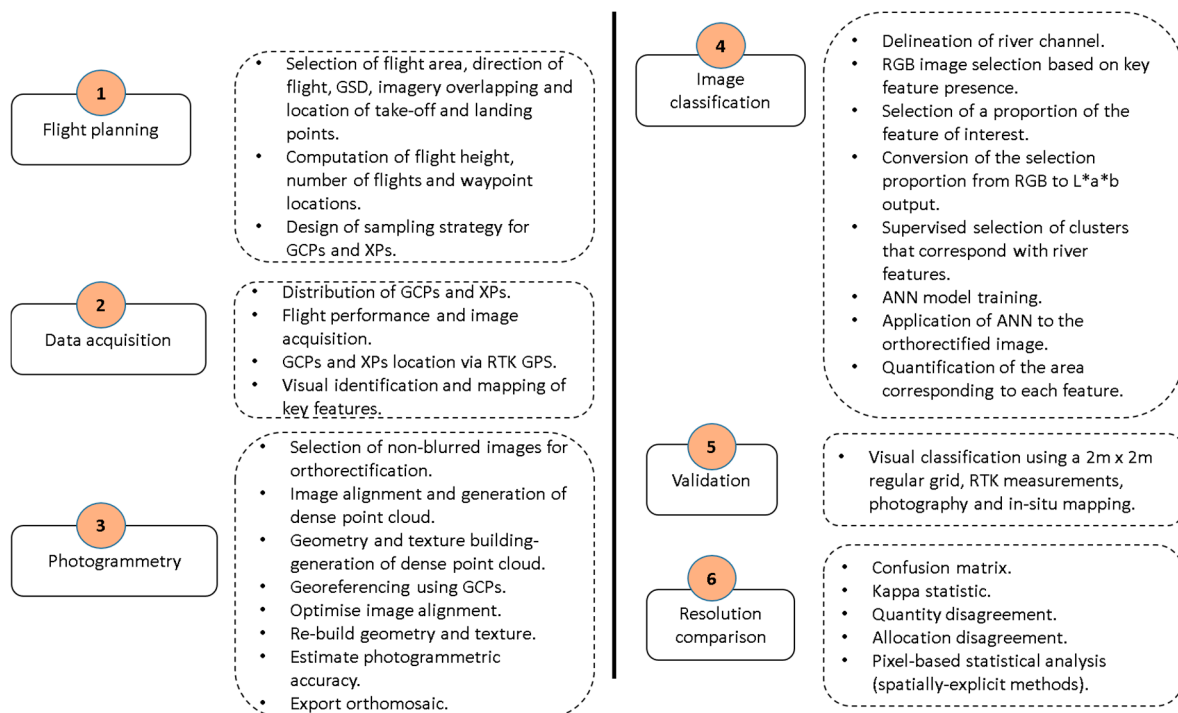 1
Flight planning
• Selection of flight area, direction of
flight, GSD, imagery overlapping and
location of take-off and landing
points.
• Computation of flight height,
number of flights and waypoint
locations.
• Design of sampling strategy for
GCPs and XPs.
2
Data acquisition
• Distribution of GCPs and XPs.
• Flight performance and image
acquisition.
• GCPs and XPs location via RTK GPS.
• Visual identification and mapping of
key features.
3
Photogrammetry
• Selection of non-blurred images for
orthorectification.
• Image alignment and generation of
dense point cloud.
• Geometry and texture building-
generation of dense point cloud.
• Georeferencing using GCPs.
• Optimise image alignment.
• Re-build geometry and texture.
• Estimate photogrammetric
accuracy.
• Export orthomosaic.
4
Image
classification
• Delineation of river channel.
• RGB image selection based on key
feature presence.
• Selection of a proportion of the
feature of interest.
• Conversion of the selection
proportion from RGB to L*a*b
output.
• Supervised selection of clusters
that correspond with river
features.
• ANN model training.
• Application of ANN to the
orthorectified image.
• Quantification of the area
corresponding to each feature.
5
Validation
• Visual classification using a 2m x 2m
regular grid, RTK measurements,
photography and in-situ mapping.
6
Resolution
comparison
• Confusion matrix.
• Kappa statistic.
• Quantity disagreement.
• Allocation disagreement.
• Pixel-based statistical analysis
(spatially-explicit methods).